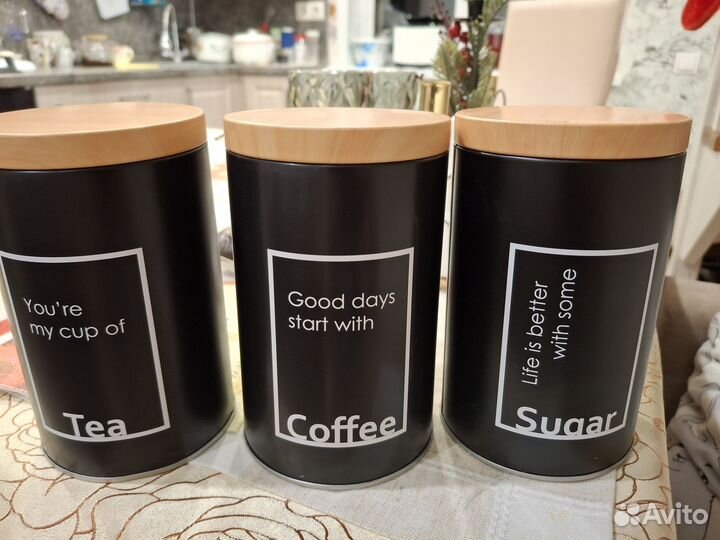 You're
my cup of
Tea
Good days
start with
Coffee
Life is better
with some
Sugar
Avito